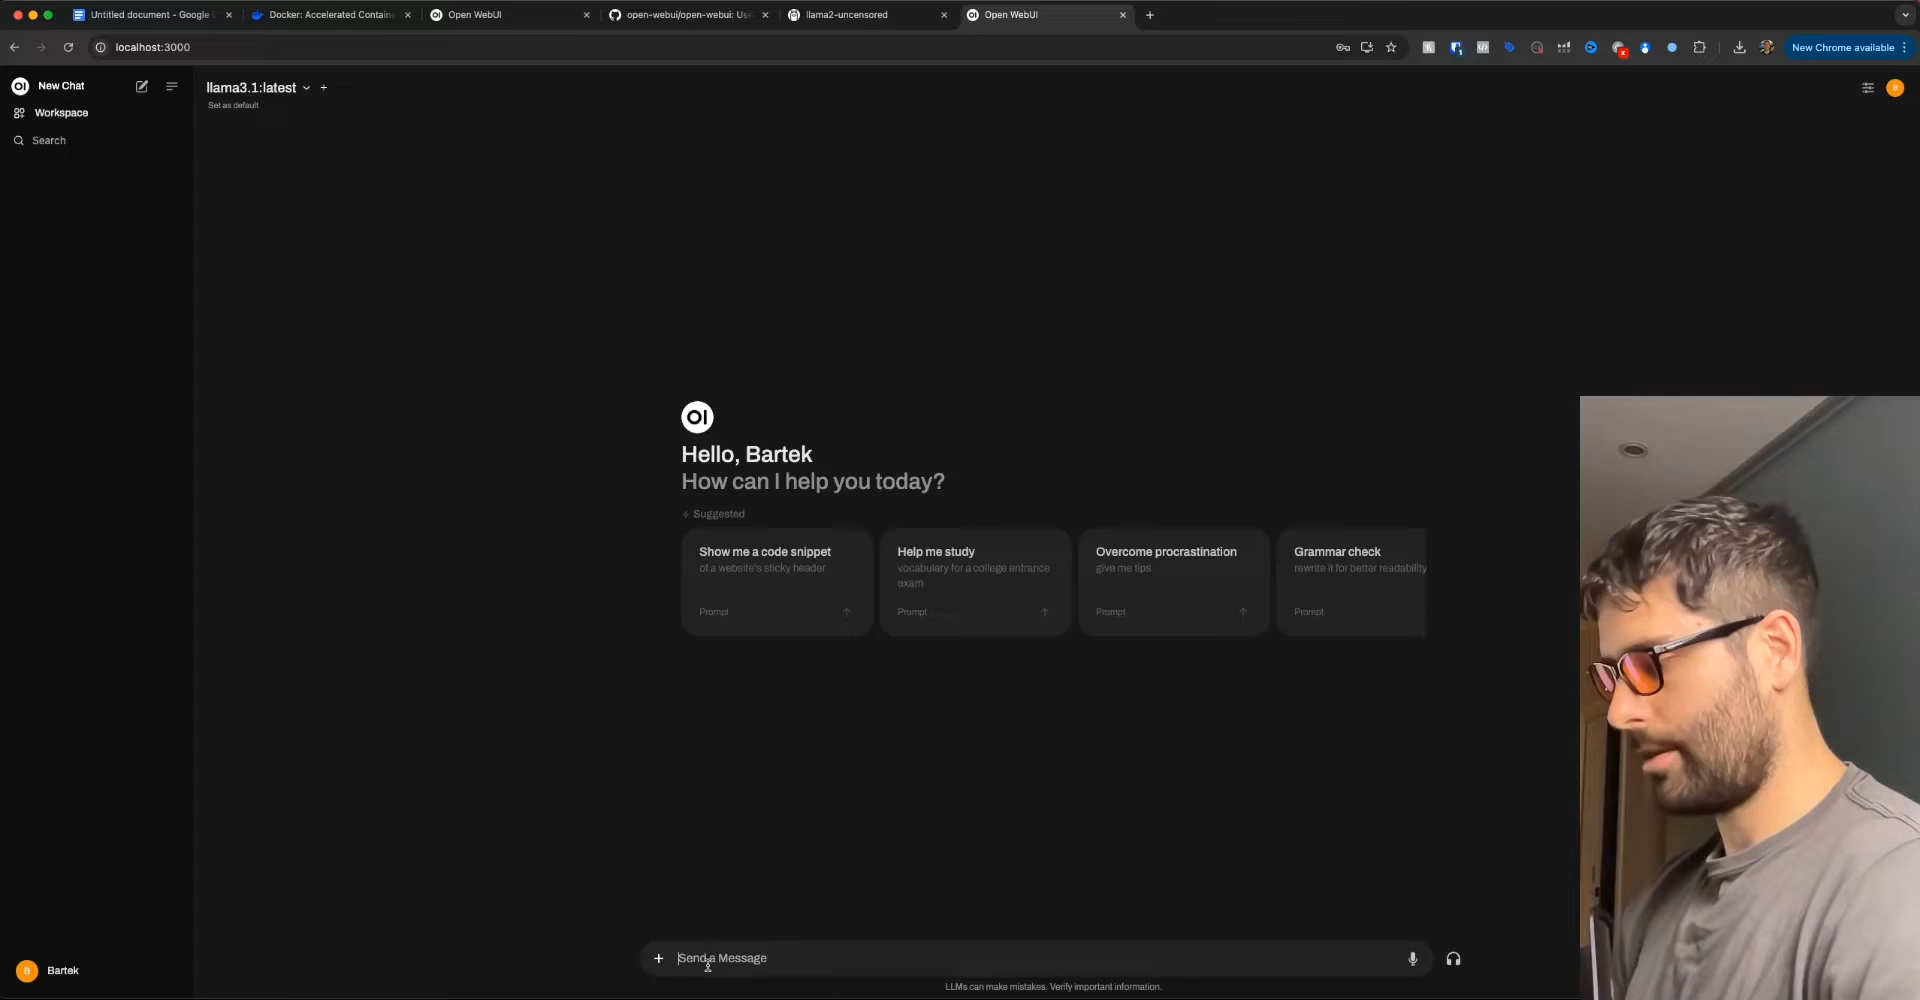 Untitled document - Google
Docker: Accelerated Contain
Open WebUI
open-webui/open-webui: Use
llama2-uncensored
Open WebUI
localhost:3000
New Chrome available
OI
New Chat
llama3.1:latest
Set as default
B
Workspace
Search
OI
Hello, Bartek
How can I help you today?
Suggested
Show me a code snippet
of a website's sticky header
Prompt
Help me study
vocabulary for a college entrance
exam
Prompt
Overcome procrastination
give me tips
Prompt
Grammar check
rewrite it for better readability
Prompt
Send a Message
B
Bartek
LLMs can make mistakes. Verify important information.